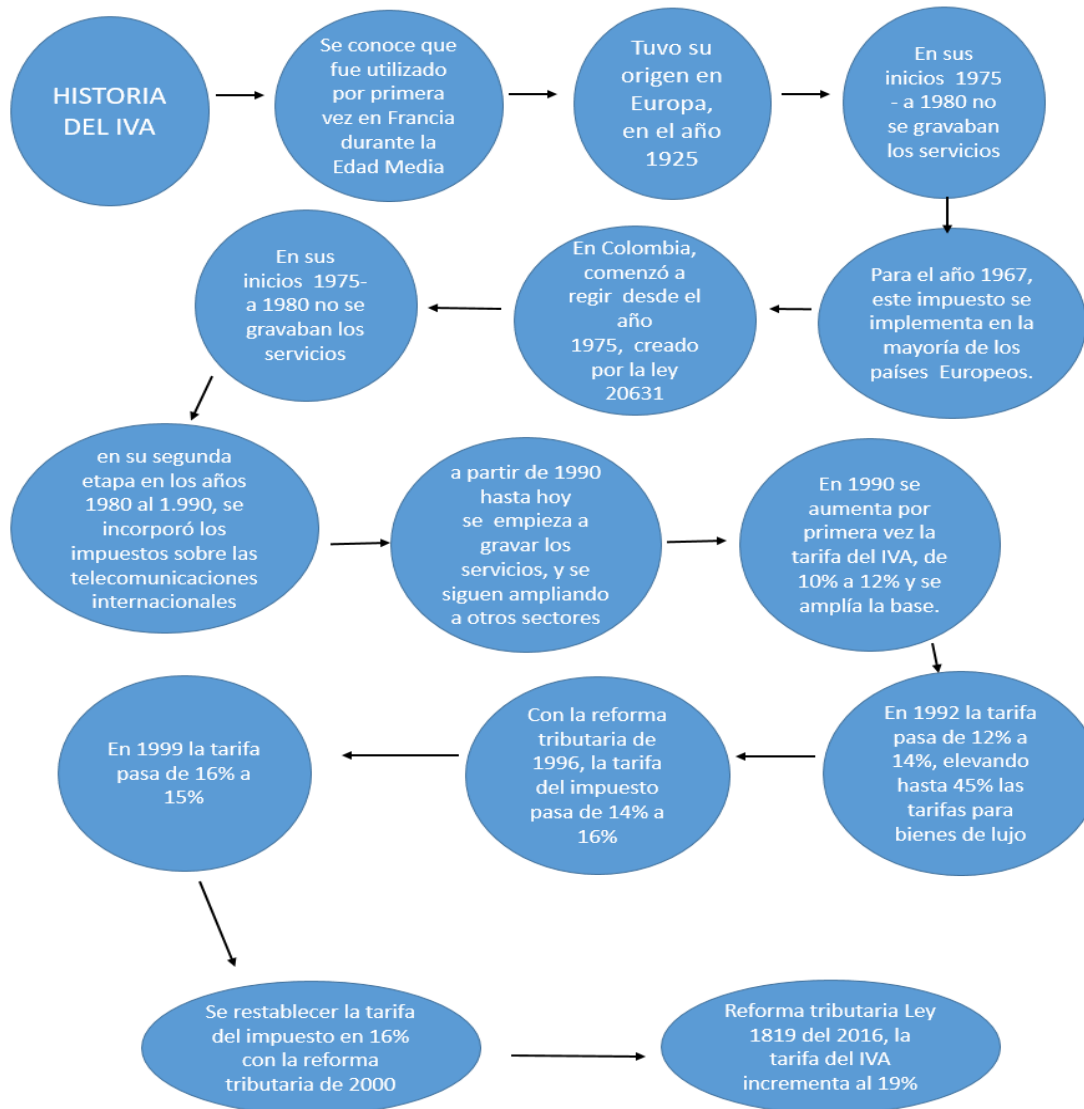 HISTORIA
DEL IVA
Se conoce que
fue utilizado
por primera
vez en Francia
durante la
Edad Media
Tuvo su
origen en
Europa,
en el año
1925
En sus
inicios 1975
- a 1980 no
se gravaban
los servicios
Para el año 1967,
este impuesto se
implementa en la
mayoría de los
países Europeos.
En Colombia,
comenzó a
regir desde el
año
1975, creado
por la ley
20631
En sus
inicios 1975-
a 1980 no se
gravaban los
servicios
en su segunda
etapa en los años
1980 al 1.990, se
incorporó los
impuestos sobre las
telecomunicaciones
internacionales
a partir de 1990
hasta hoy
se empieza a
gravar los
servicios, y se
siguen ampliando
a otros sectores
En 1990 se
aumenta por
primera vez la
tarifa del IVA, de
10% a 12% y se
amplía la base.
En 1992 la tarifa
pasa de 12% a
14%, elevando
hasta 45% las
tarifas para
bienes de lujo
Con la reforma
tributaria de
1996, la tarifa
del impuesto
pasa de 14% a
16%
En 1999 la tarifa
pasa de 16% a
15%
Se restablecer la tarifa
del impuesto en 16%
con la reforma
tributaria de 2000
Reforma tributaria Ley
1819 del 2016, la
tarifa del IVA
incrementa al 19%